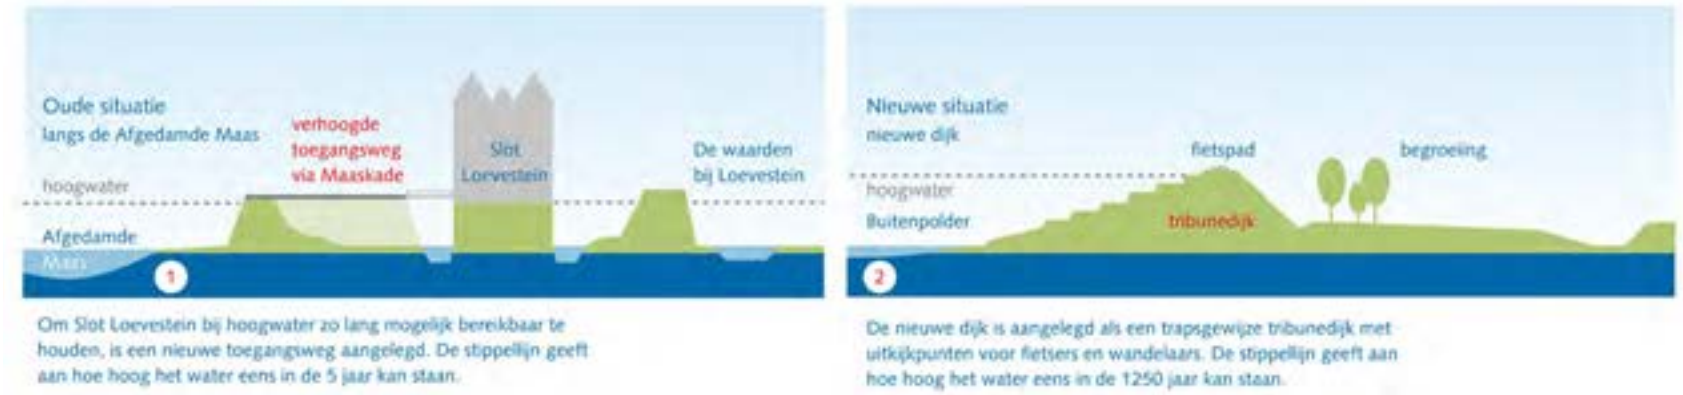 Oude situatie
langs de Afgedamde Maas
verhoogde
toegangsweg
via Maaskade
Slot
Loevestein
De waarden
bij Loevestein
hoogwater
Afgedamde
Maas
1
Om Slot Loevestein bij hoogwater zo lang mogelijk bereikbaar te
houden, is een nieuwe toegangsweg aangelegd. De stippellijn geeft
aan hoe hoog het water eens in de 5 jaar kan staan.
Nieuwe situatie
nieuwe dijk
fietspad
begroeiing
hoogwater
Buitenpolder
tribunedijk
2
De nieuwe dijk is aangelegd als een trapsgewijze tribunedijk met
uitkijkpunten voor fietsers en wandelaars. De stippellijn geeft aan
hoe hoog het water eens in de 1250 jaar kan staan.